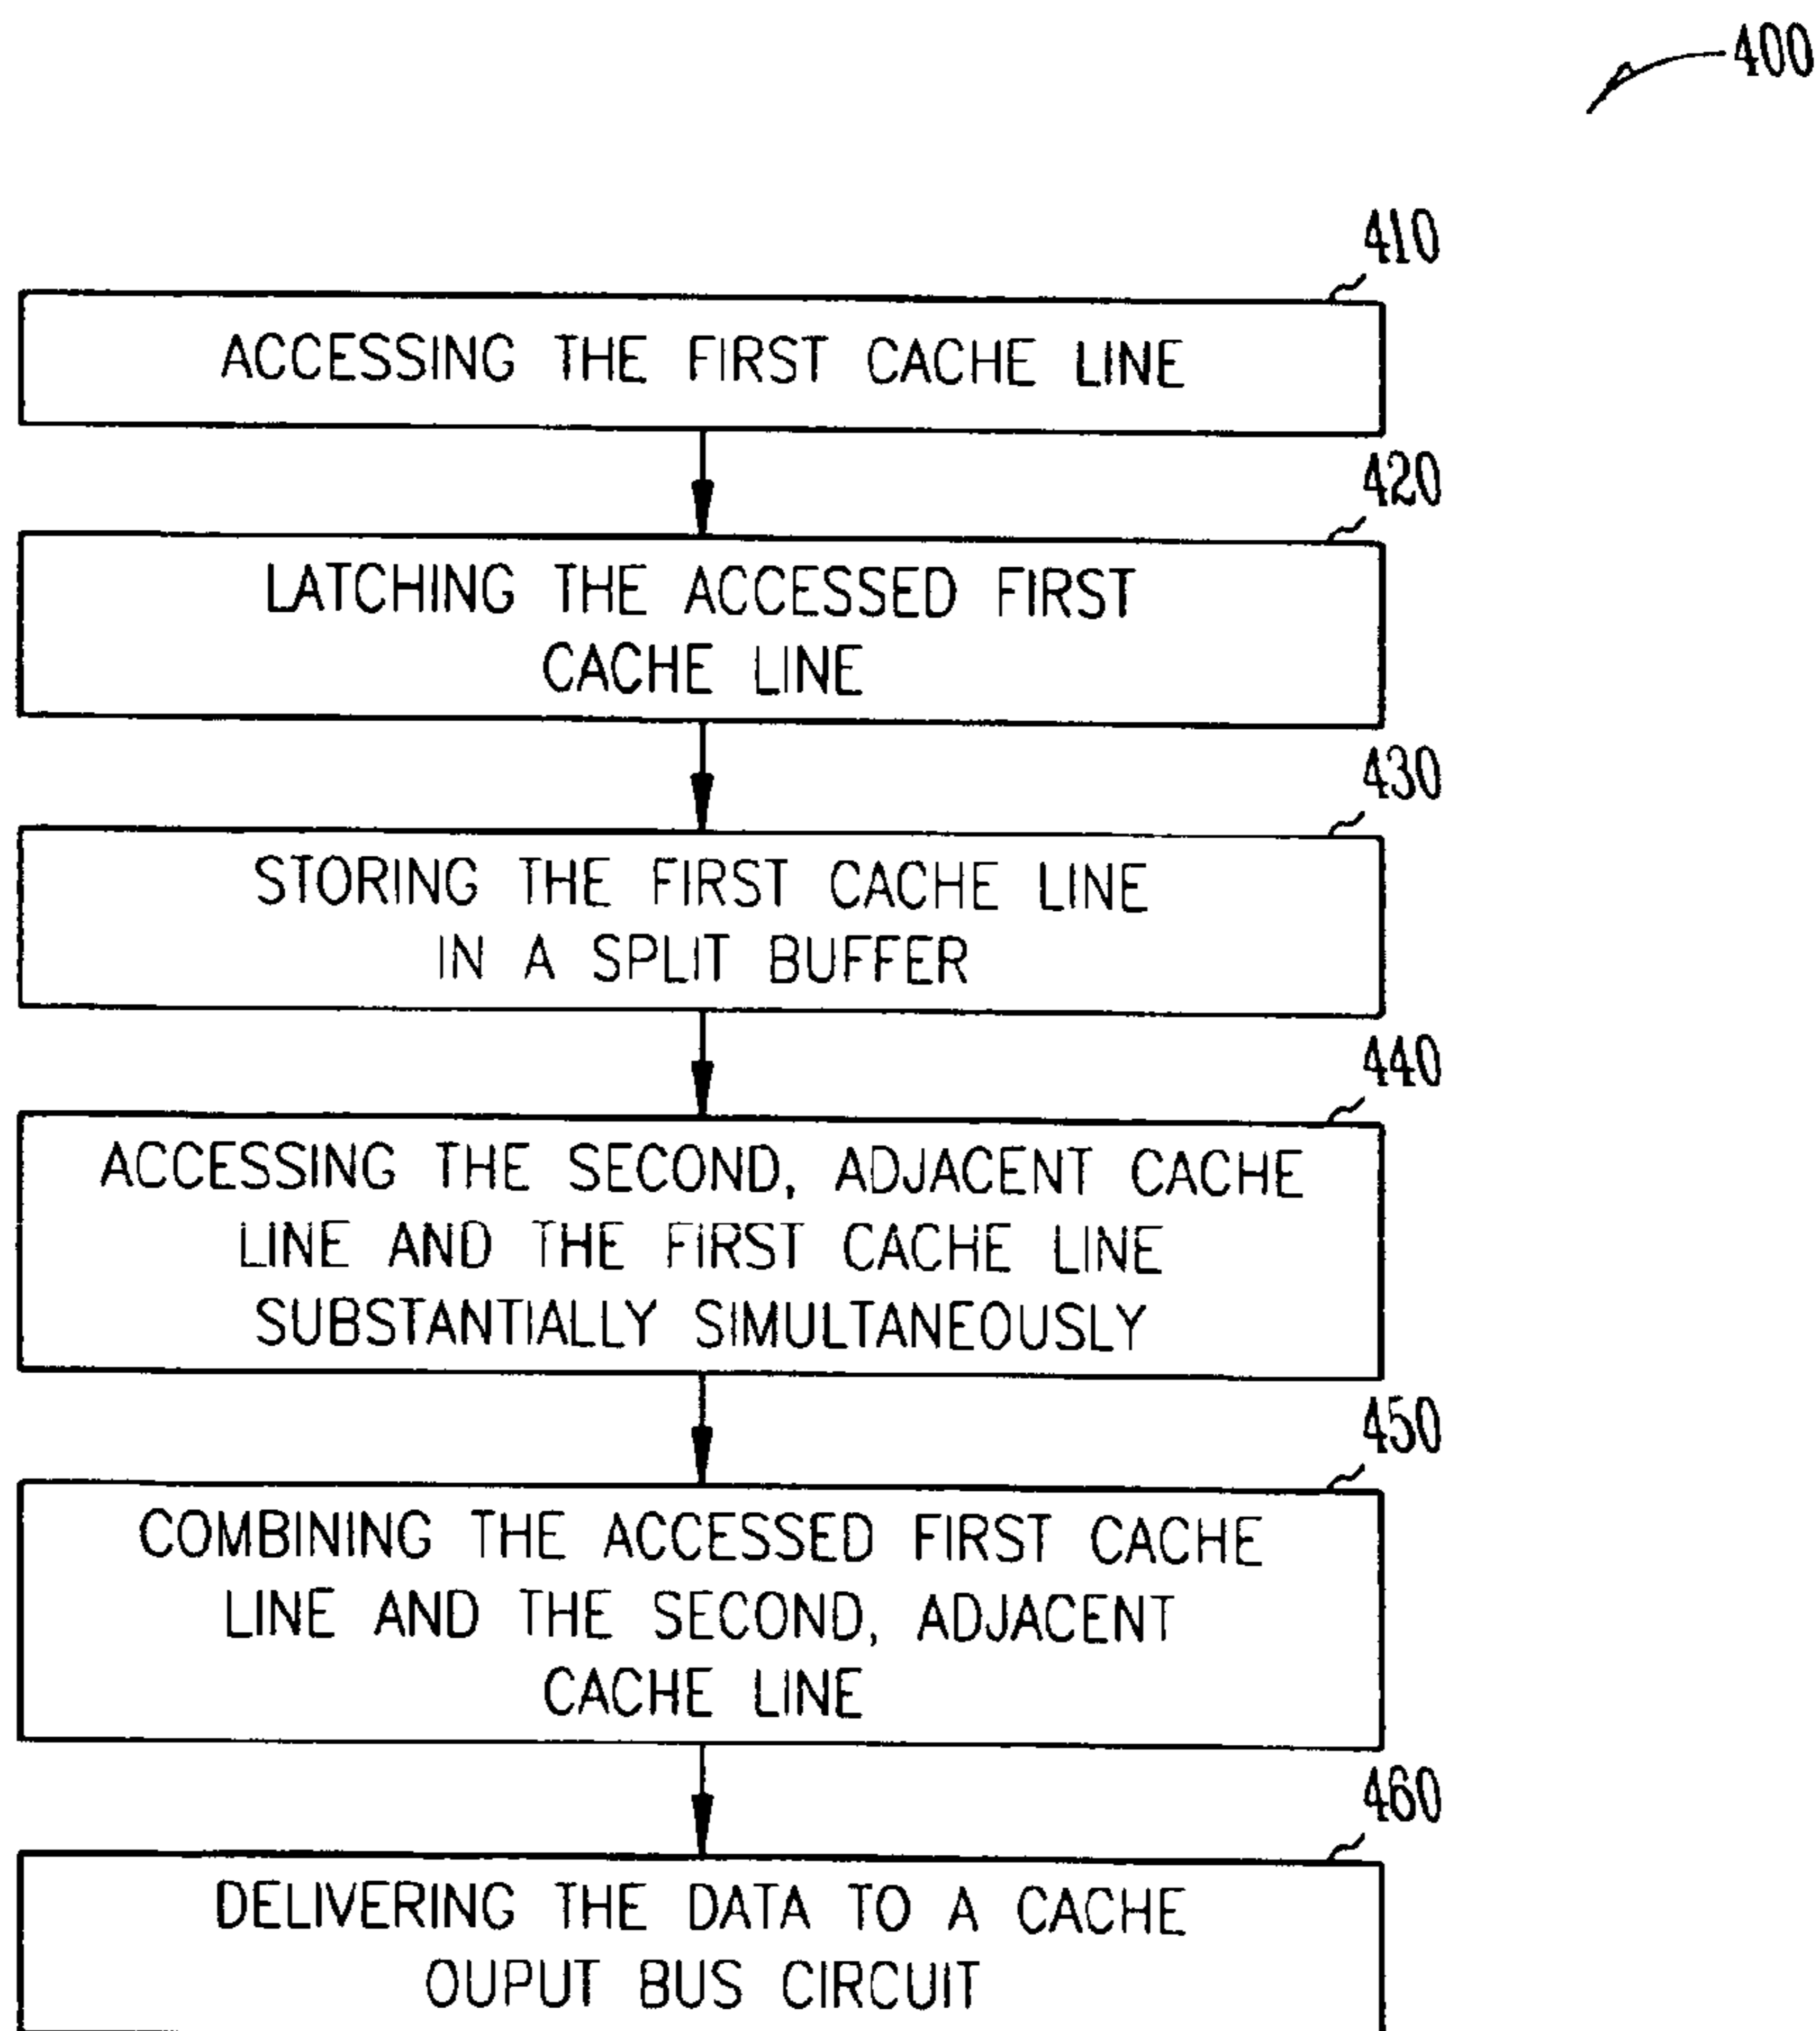 400
410
ACCESSING THE FIRST CACHE LINE
420
LATCHING THE ACCESSED FIRST
CACHE LINE
430
STORING THE FIRST CACHE LINE
IN A SPLIT BUFFER
440
ACCESSING THE SECOND, ADJACENT CACHE
LINE AND THE FIRST CACHE LINE
SUBSTANTIALLY SIMULTANEOUSLY
450
COMBINING THE ACCESSED FIRST CACHE
LINE AND THE SECOND, ADJACENT
CACHE LINE
460
DELIVERING THE DATA TO A CACHE
OUPUT BUS CIRCUIT